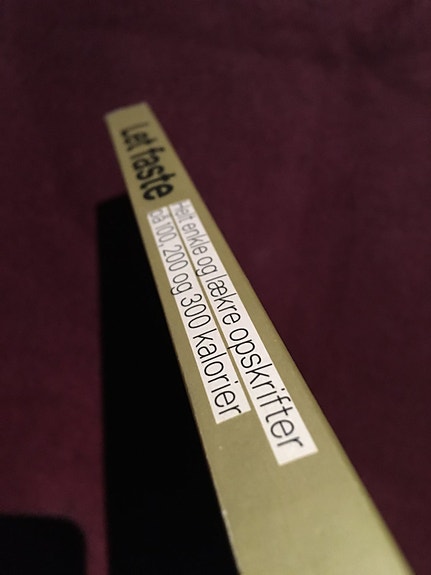 Let faste
Helt enkle og lækre opskrifter
på 100, 200 og 300 kalorier